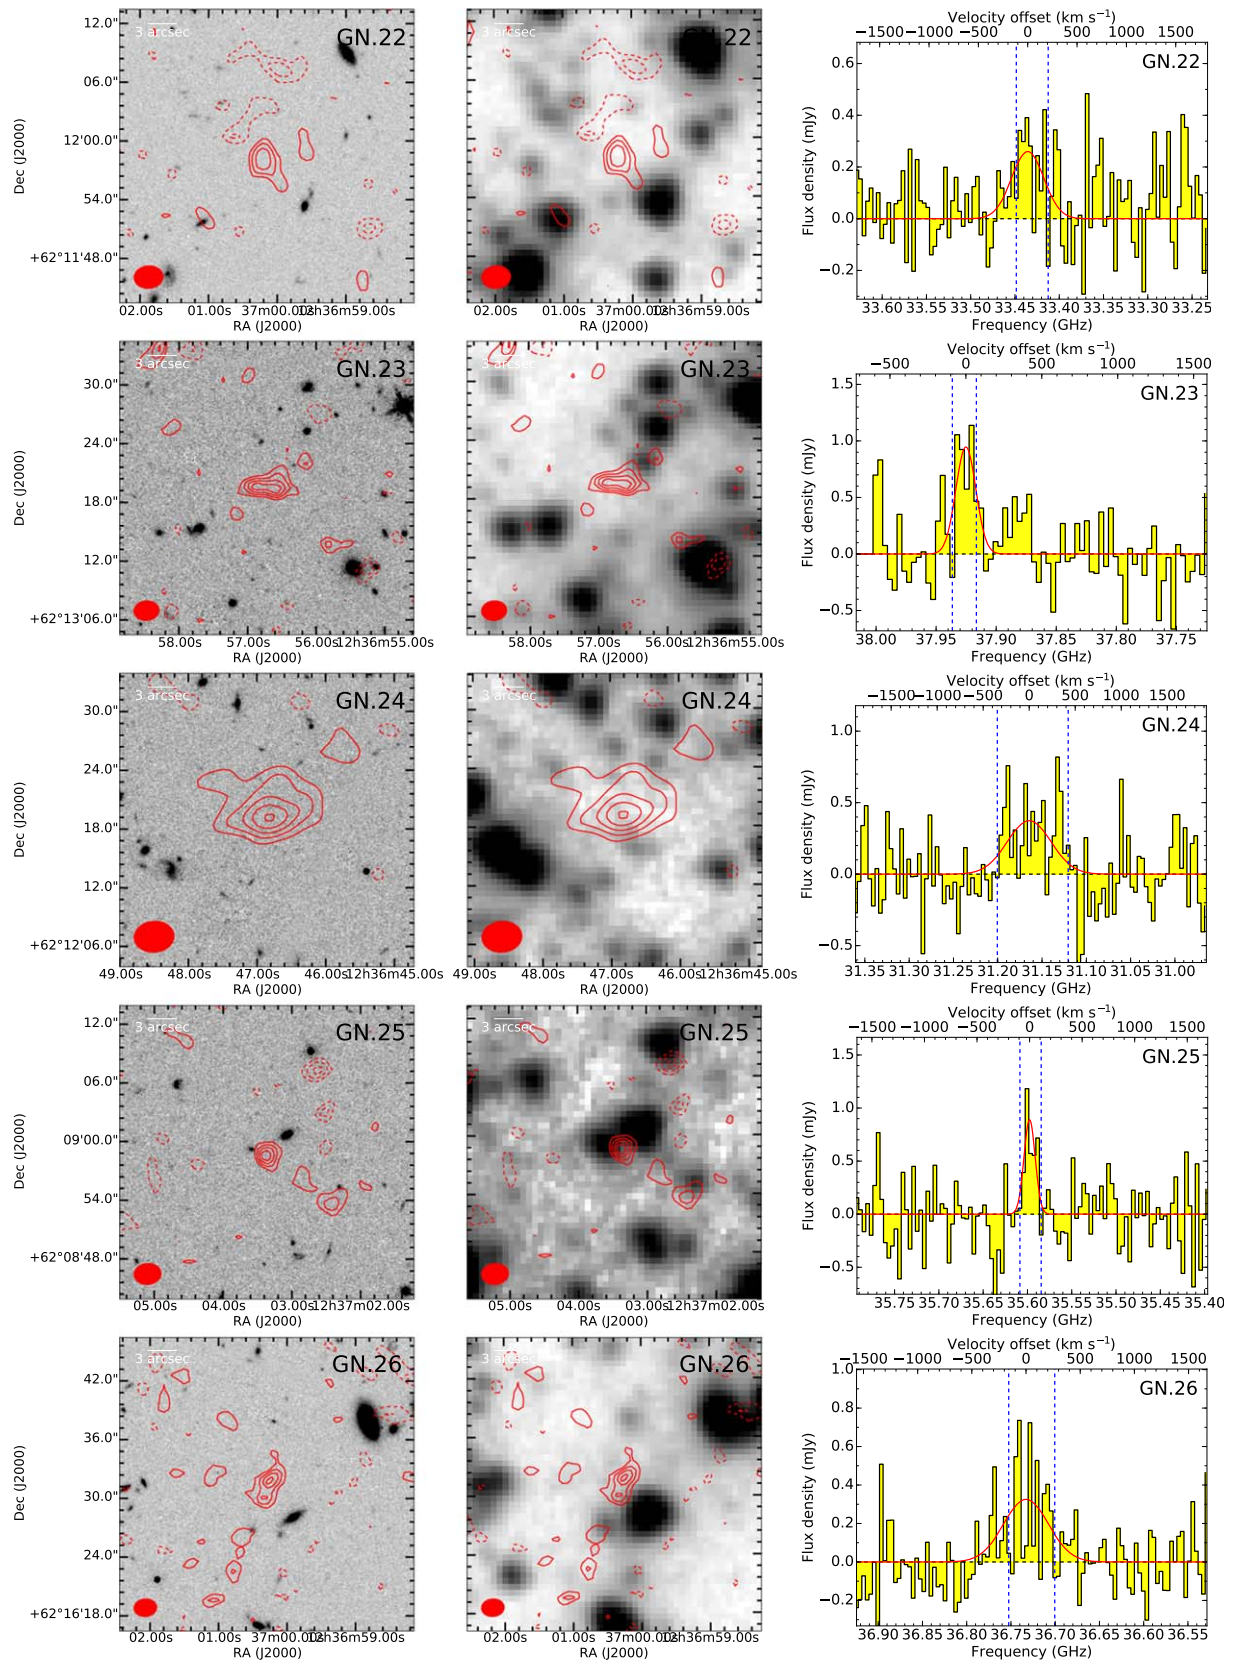 Velocity offset (km s⁻¹)
−1500 −1000 −500 0 500 1000 1500
12.0" 3 arcsec GN.22 3 arcsec GN.22 0.6 GN.22
06.0" 0.4
12'00.0" 0.2
54.0" 0.0
+62°11'48.0" −0.2
Dec (J2000) Flux density (mJy)
02.00s 01.00s 37m00.00s 12h36m59.00s 02.00s 01.00s 37m00.00s 12h36m59.00s 33.60 33.55 33.50 33.45 33.40 33.35 33.30 33.25
RA (J2000) RA (J2000) Frequency (GHz)
Velocity offset (km s⁻¹)
−500 0 500 1000 1500
30.0" 3 arcsec GN.23 3 arcsec GN.23 1.5 GN.23
24.0" 1.0
18.0" 0.5
12.0" 0.0
+62°13'06.0" −0.5
Dec (J2000) Flux density (mJy)
58.00s 57.00s 56.00s 12h36m55.00s 58.00s 57.00s 56.00s 12h36m55.00s 38.00 37.95 37.90 37.85 37.80 37.75
RA (J2000) RA (J2000) Frequency (GHz)
Velocity offset (km s⁻¹)
−1500 −1000 −500 0 500 1000 1500
30.0" 3 arcsec GN.24 3 arcsec GN.24 1.0 GN.24
24.0" 0.5
18.0" 0.0
12.0" −0.5
+62°12'06.0"
Dec (J2000) Flux density (mJy)
49.00s 48.00s 47.00s 46.00s 12h36m45.00s 49.00s 48.00s 47.00s 46.00s 12h36m45.00s 31.35 31.30 31.25 31.20 31.15 31.10 31.05 31.00
RA (J2000) RA (J2000) Frequency (GHz)
Velocity offset (km s⁻¹)
−1500 −1000 −500 0 500 1000 1500
12.0" 3 arcsec GN.25 3 arcsec GN.25 1.5 GN.25
06.0" 1.0
09'00.0" 0.5
54.0" 0.0
+62°08'48.0" −0.5
Dec (J2000) Flux density (mJy)
05.00s 04.00s 03.00s 12h37m02.00s 05.00s 04.00s 03.00s 12h37m02.00s 35.75 35.70 35.65 35.60 35.55 35.50 35.45 35.40
RA (J2000) RA (J2000) Frequency (GHz)
Velocity offset (km s⁻¹)
−1500 −1000 −500 0 500 1000 1500
42.0" 3 arcsec GN.26 3 arcsec GN.26 1.0 GN.26
36.0" 0.8
30.0" 0.6
24.0" 0.4
+62°16'18.0" 0.2
0.0
−0.2
Dec (J2000) Flux density (mJy)
02.00s 01.00s 37m00.00s 12h36m59.00s 02.00s 01.00s 37m00.00s 12h36m59.00s 36.90 36.85 36.80 36.75 36.70 36.65 36.60 36.55
RA (J2000) RA (J2000) Frequency (GHz)